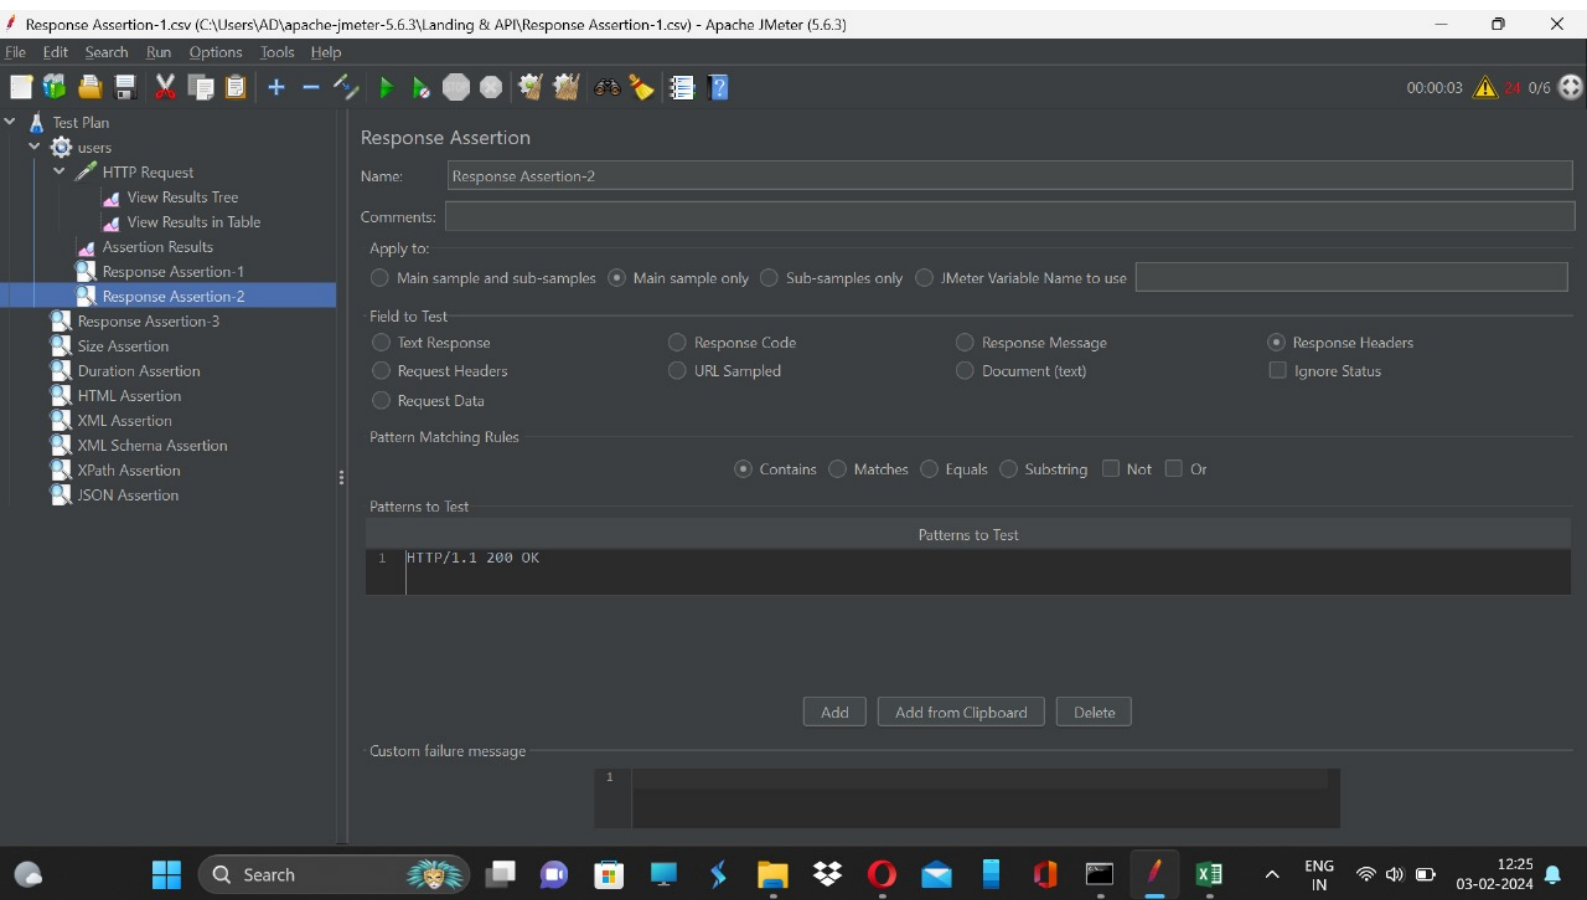 Response Assertion-1.csv (C:\Users\AD\apache-jmeter-5.6.3\Landing & API\Response Assertion-1.csv) - Apache JMeter (5.6.3)
File Edit Search Run Options Tools Help
STOP
00:00:03 24 0/6
Test Plan
users
HTTP Request
View Results Tree
View Results in Table
Assertion Results
Response Assertion-1
Response Assertion-2
Response Assertion-3
Size Assertion
Duration Assertion
HTML Assertion
XML Assertion
XML Schema Assertion
XPath Assertion
JSON Assertion
Response Assertion
Name: Response Assertion-2
Comments:
Apply to:
Main sample and sub-samples Main sample only Sub-samples only JMeter Variable Name to use
Field to Test
Text Response Response Code Response Message Response Headers
Request Headers URL Sampled Document (text) Ignore Status
Request Data
Pattern Matching Rules
Contains Matches Equals Substring Not Or
Patterns to Test
Patterns to Test
1 HTTP/1.1 200 OK
Add Add from Clipboard Delete
Custom failure message
1
Search
ENG
IN
12:25
03-02-2024